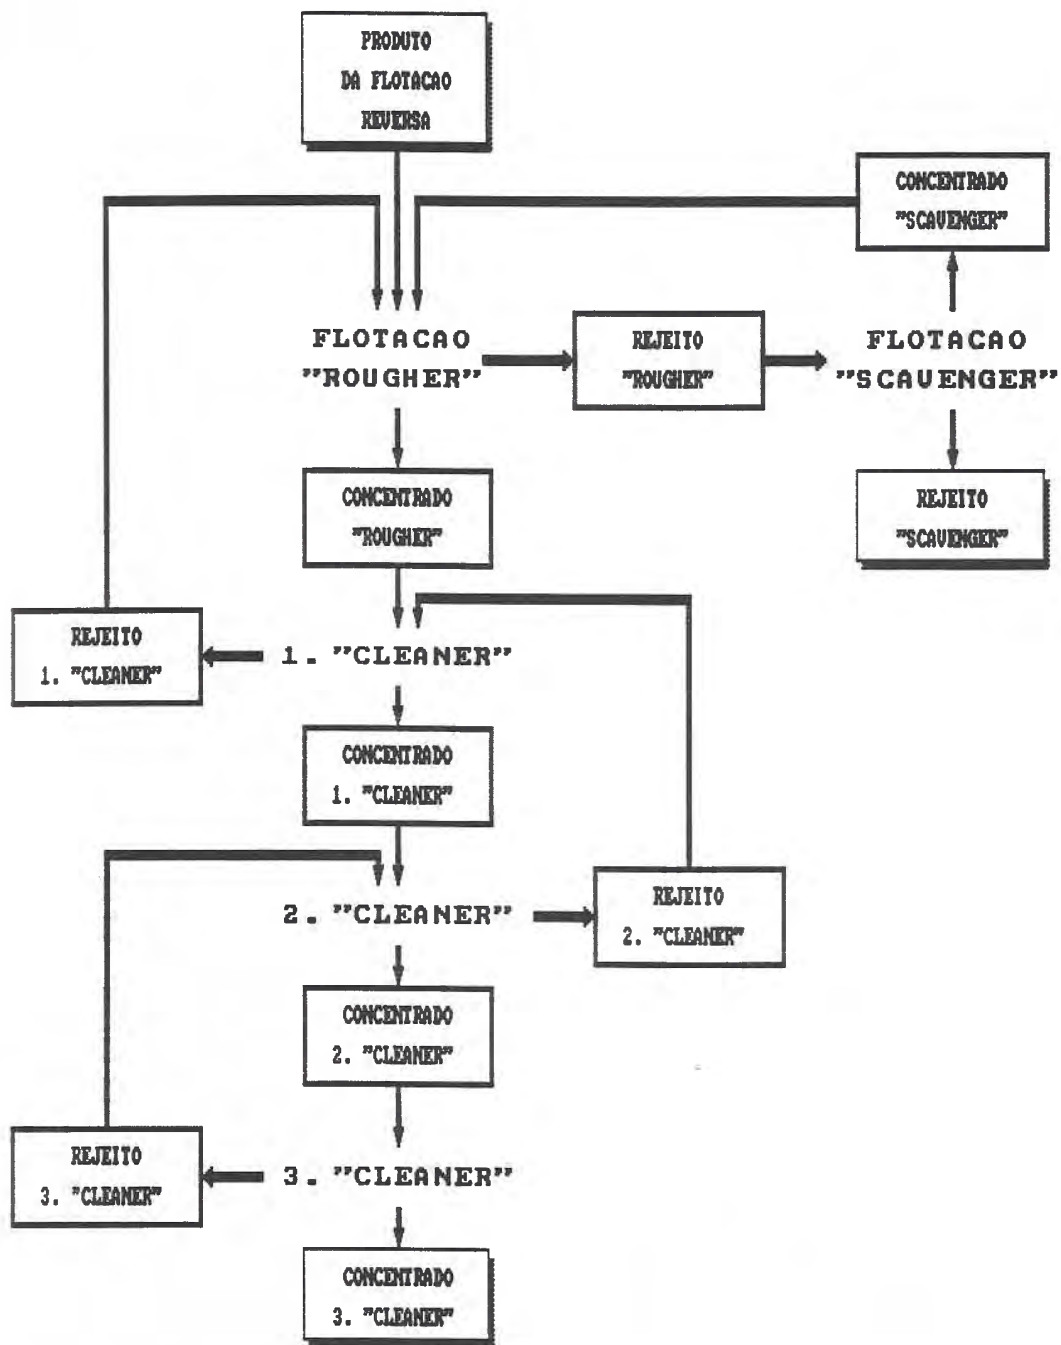 PRODUTO
DA FLOTACAO
REVERSA
CONCENTRADO
"SCAVENGER"
FLOTACAO
"ROUGHER"
REJEITO
"ROUGHER"
FLOTACAO
"SCAVENGER"
CONCENTRADO
"ROUGHER"
REJEITO
"SCAVENGER"
REJEITO
1. "CLEANER"
1. "CLEANER"
CONCENTRADO
1. "CLEANER"
2. "CLEANER"
REJEITO
2. "CLEANER"
CONCENTRADO
2. "CLEANER"
REJEITO
3. "CLEANER"
3. "CLEANER"
CONCENTRADO
3. "CLEANER"